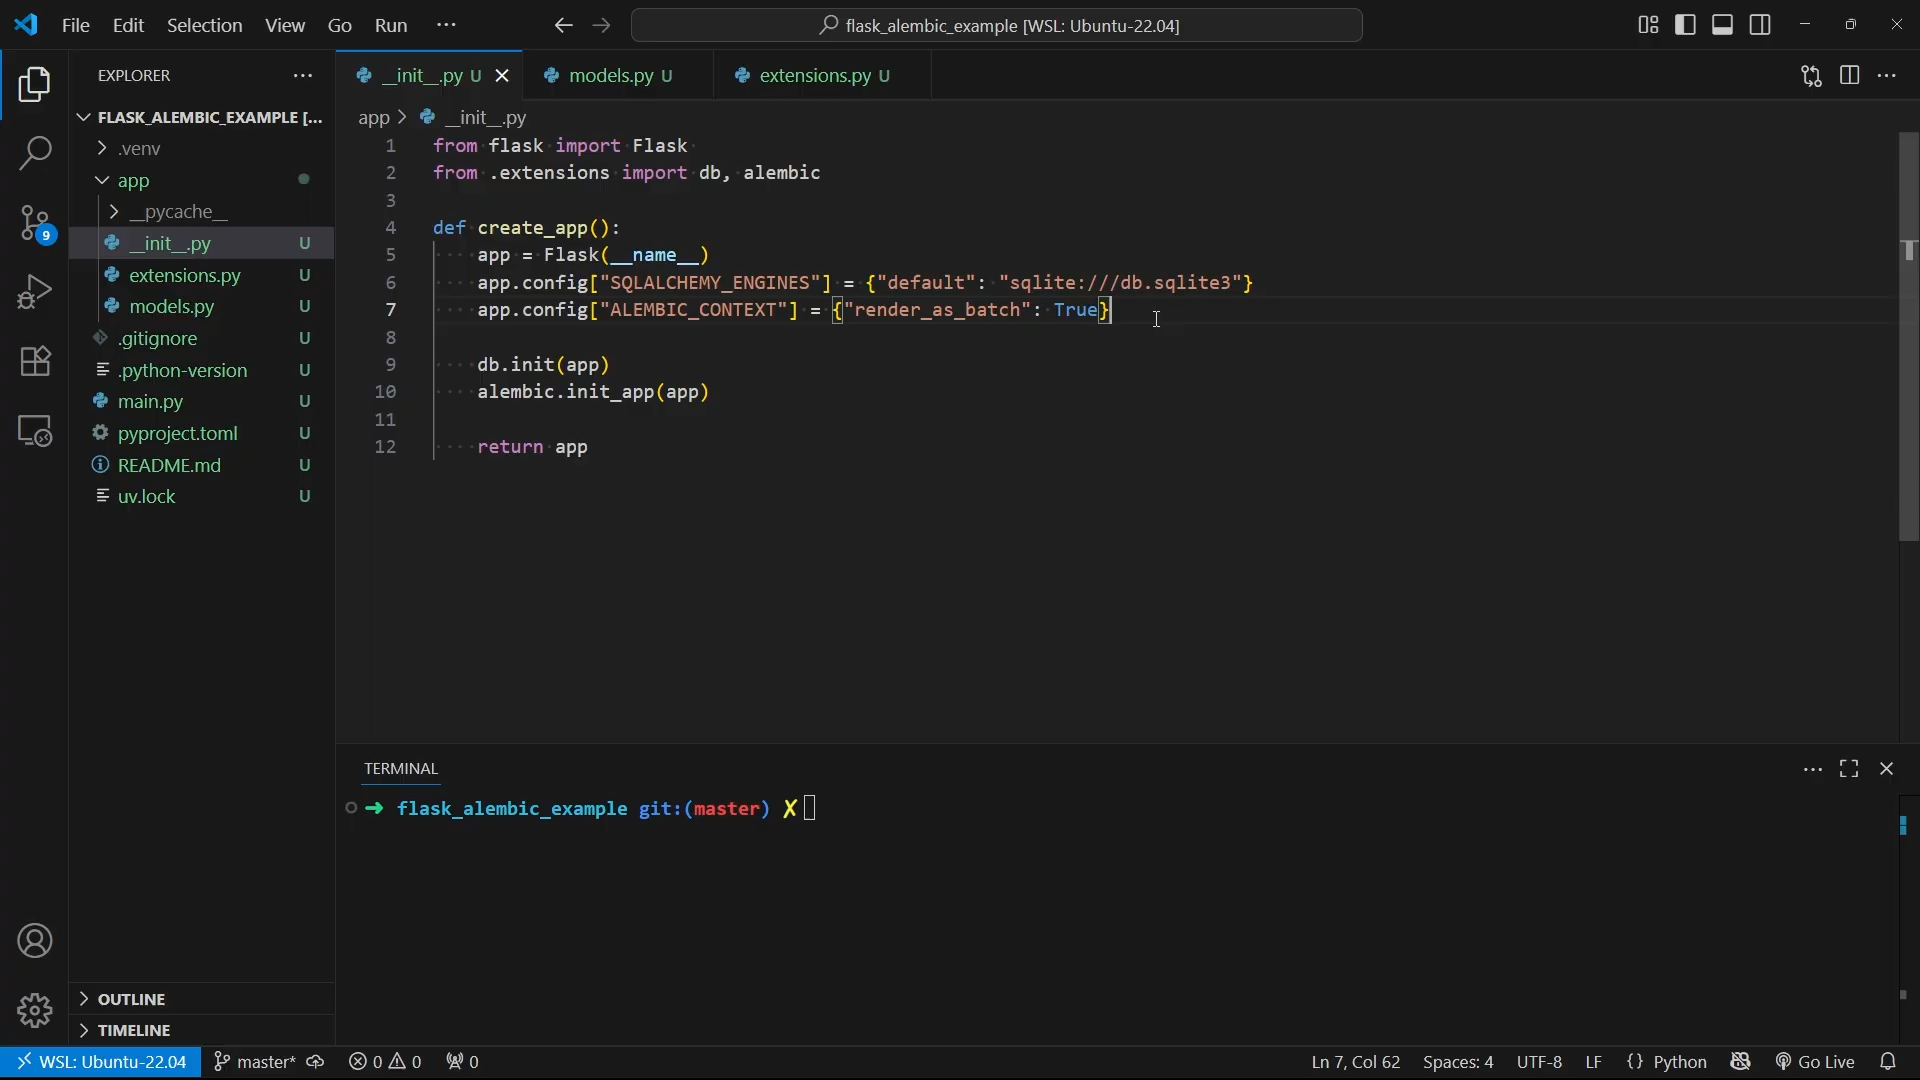 File Edit Selection View Go Run ···
flask_alembic_example [WSL: Ubuntu-22.04]
EXPLORER ···
FLASK_ALEMBIC_EXAMPLE [...
.venv
app
__pycache__
__init__.py U
extensions.py U
models.py U
.gitignore U
.python-version U
main.py U
pyproject.toml U
README.md U
uv.lock U
OUTLINE
TIMELINE
9
__init__.py U models.py U extensions.py U
app > __init__.py
1 from flask import Flask
2 from .extensions import db, alembic
3
4 def create_app():
5 app = Flask(__name__)
6 app.config["SQLALCHEMY_ENGINES"] = {"default": "sqlite:///db.sqlite3"}
7 app.config["ALEMBIC_CONTEXT"] = {"render_as_batch": True}
8
9 db.init(app)
10 alembic.init_app(app)
11
12 return app
TERMINAL
➜ flask_alembic_example git:(master) ✗
WSL: Ubuntu-22.04 master* 0 0 0 Ln 7, Col 62 Spaces: 4 UTF-8 LF {} Python Go Live